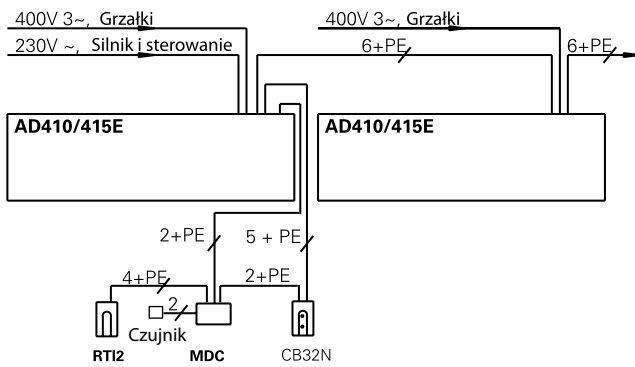 400V 3~, Grzałki
400V 3~, Grzałki
230V ~, Silnik i sterowanie
6+PE
6+PE
AD410/415E
AD410/415E
2+PE
5 + PE
4+PE
2+PE
2
Czujnik
RTI2
MDC
CB32N